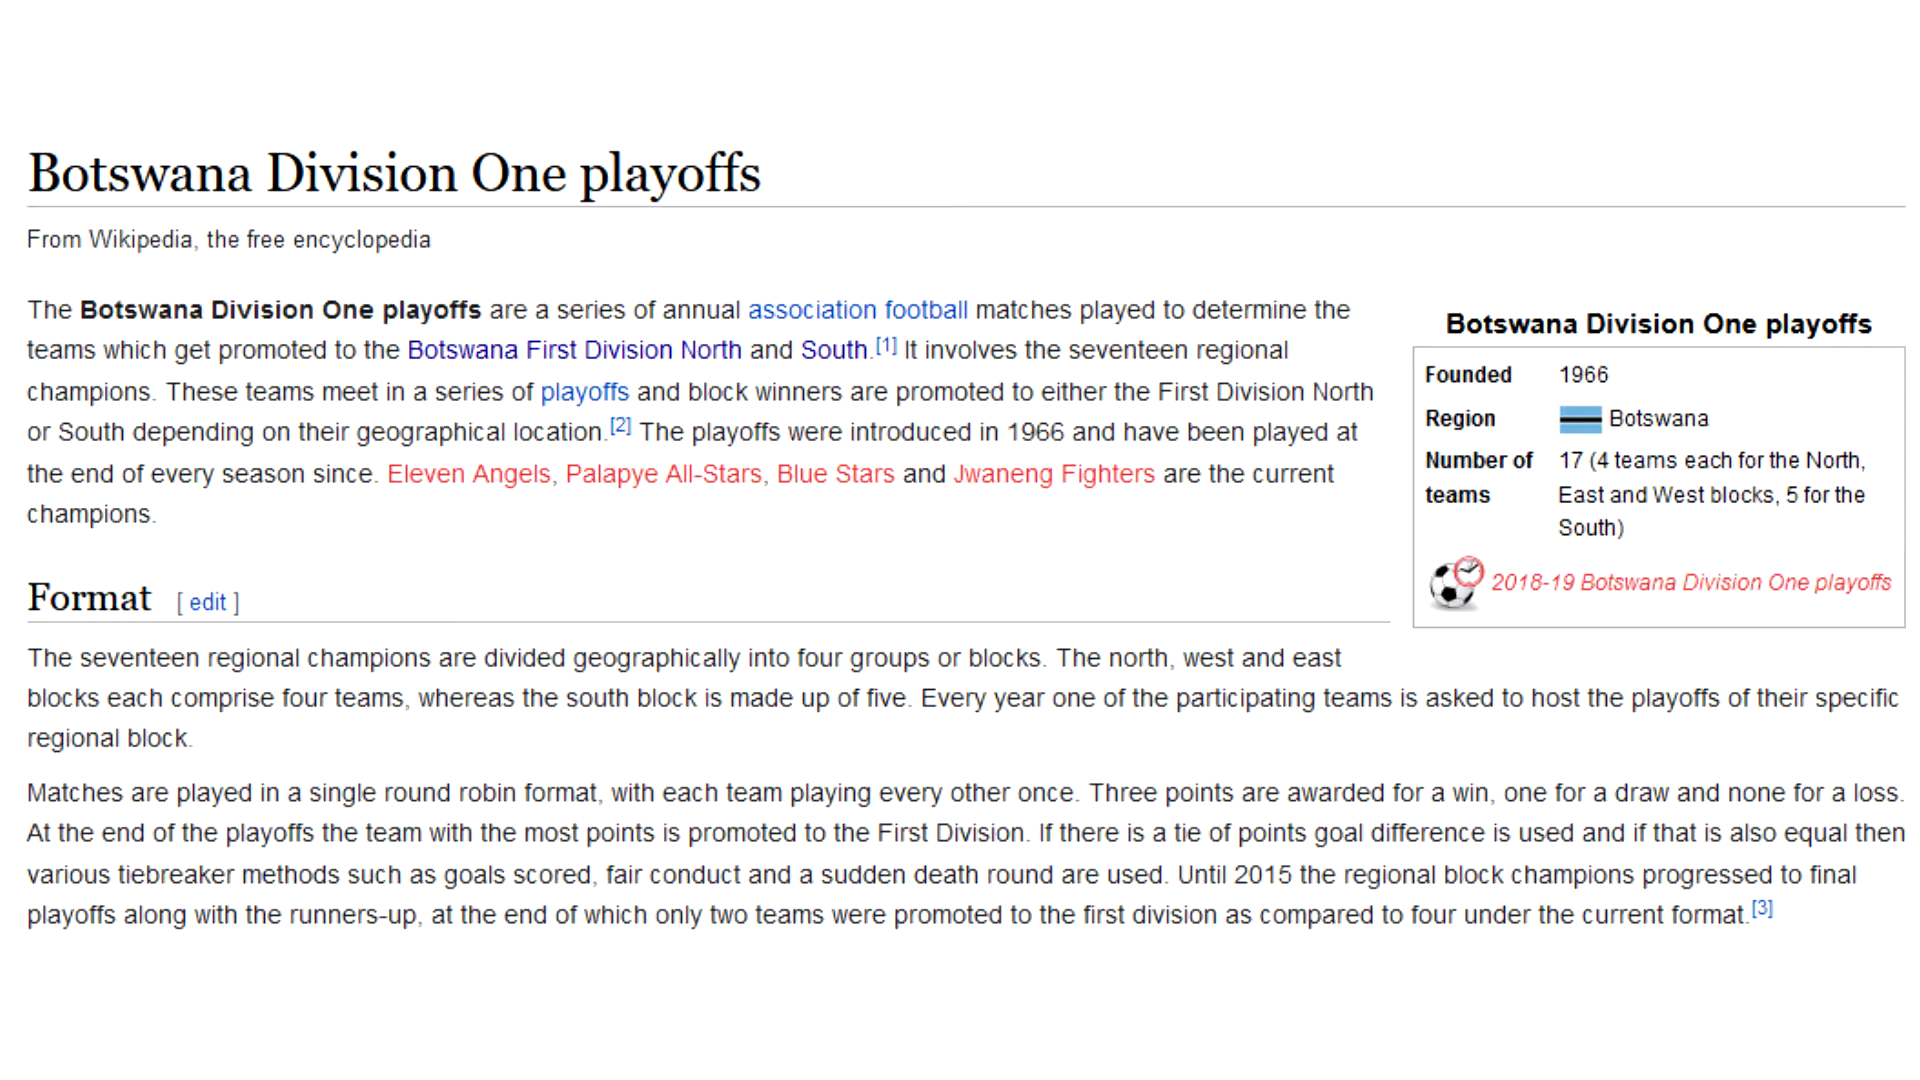 Botswana Division One playoffs
From Wikipedia, the free encyclopedia
The Botswana Division One playoffs are a series of annual association football matches played to determine the
teams which get promoted to the Botswana First Division North and South.[1] It involves the seventeen regional
champions. These teams meet in a series of playoffs and block winners are promoted to either the First Division North
or South depending on their geographical location.[2] The playoffs were introduced in 1966 and have been played at
the end of every season since. Eleven Angels, Palapye All-Stars, Blue Stars and Jwaneng Fighters are the current
champions.
Botswana Division One playoffs
Founded 1966
Region Botswana
Number of 17 (4 teams each for the North,
teams East and West blocks, 5 for the
South)
2018-19 Botswana Division One playoffs
Format [ edit ]
The seventeen regional champions are divided geographically into four groups or blocks. The north, west and east
blocks each comprise four teams, whereas the south block is made up of five. Every year one of the participating teams is asked to host the playoffs of their specific
regional block.
Matches are played in a single round robin format, with each team playing every other once. Three points are awarded for a win, one for a draw and none for a loss.
At the end of the playoffs the team with the most points is promoted to the First Division. If there is a tie of points goal difference is used and if that is also equal then
various tiebreaker methods such as goals scored, fair conduct and a sudden death round are used. Until 2015 the regional block champions progressed to final
playoffs along with the runners-up, at the end of which only two teams were promoted to the first division as compared to four under the current format.[3]